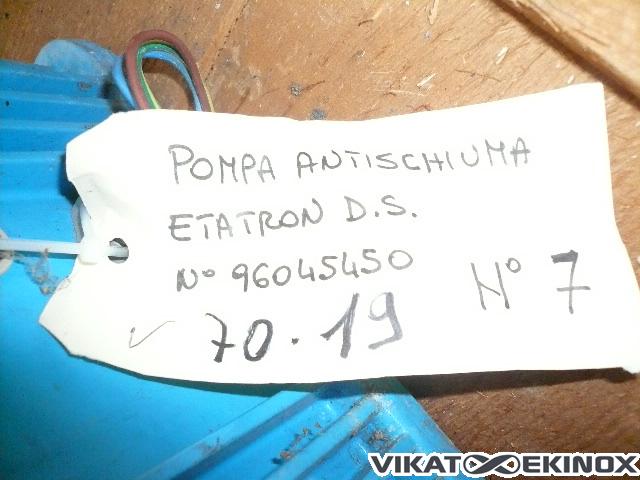 POMPA ANTISCHIUMA
ETATRON D.S.
N° 96045450
N° 7
70.19
VIKAT EKINOX